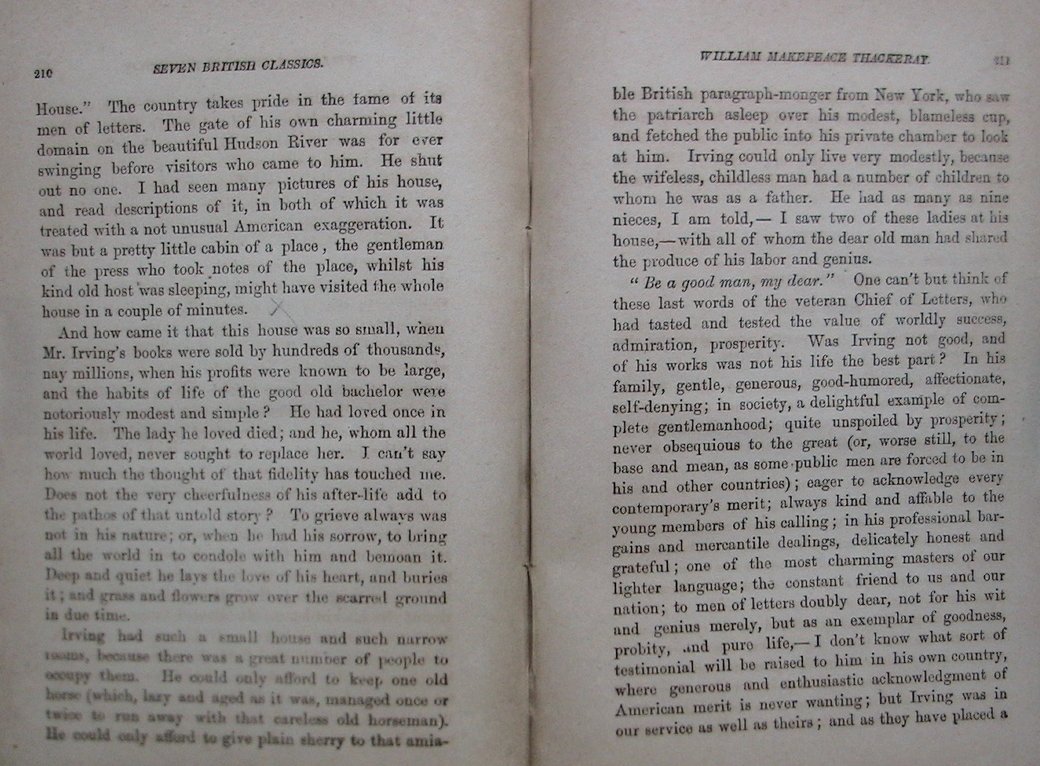 210
SEVEN BRITISH CLASSICS.
House." The country takes pride in the fame of its
men of letters. The gate of his own charming little
domain on the beautiful Hudson River was for ever
swinging before visitors who came to him. He shut
out no one. I had seen many pictures of his house,
and read descriptions of it, in both of which it was
treated with a not unusual American exaggeration. It
was but a pretty little cabin of a place , the gentleman
of the press who took notes of the place, whilst his
kind old host was sleeping, might have visited the whole
house in a couple of minutes.
And how came it that this house was so small, when
Mr. Irving's books were sold by hundreds of thousands,
nay millions, when his profits were known to be large,
and the habits of life of the good old bachelor were
notoriously modest and simple ? He had loved once in
his life. The lady he loved died; and he, whom all the
world loved, never sought to replace her. I can't say
how much the thought of that fidelity has touched me.
Does not the very cheerfulness of his after-life add to
the pathos of that untold story ? To grieve always was
not in his nature; or, when he had his sorrow, to bring
all the world in to condole with him and bemoan it.
Deep and quiet he lays the love of his heart, and buries
it ; and grass and flowers grow over the scarred ground
in due time.
Irving had such a small house and such narrow
rooms, because there was a great number of people to
occupy them. He could only afford to keep one old
horse (which, lazy and aged as it was, managed once or
twice to run away with that careless old horseman).
He could only afford to give plain sherry to that amia-
WILLIAM MAKEPEACE THACKERAY.
211
ble British paragraph-monger from New York, who saw
the patriarch asleep over his modest, blameless cup,
and fetched the public into his private chamber to look
at him. Irving could only live very modestly, because
the wifeless, childless man had a number of children to
whom he was as a father. He had as many as nine
nieces, I am told,— I saw two of these ladies at his
house,—with all of whom the dear old man had shared
the produce of his labor and genius.
" Be a good man, my dear." One can't but think of
these last words of the veteran Chief of Letters, who
had tasted and tested the value of worldly success,
admiration, prosperity. Was Irving not good, and
of his works was not his life the best part ? In his
family, gentle, generous, good-humored, affectionate,
self-denying; in society, a delightful example of com-
plete gentlemanhood; quite unspoiled by prosperity ;
never obsequious to the great (or, worse still, to the
base and mean, as some public men are forced to be in
his and other countries) ; eager to acknowledge every
contemporary's merit; always kind and affable to the
young members of his calling ; in his professional bar-
gains and mercantile dealings, delicately honest and
grateful ; one of the most charming masters of our
lighter language; the constant friend to us and our
nation; to men of letters doubly dear, not for his wit
and genius merely, but as an exemplar of goodness,
probity, and pure life,— I don't know what sort of
testimonial will be raised to him in his own country,
where generous and enthusiastic acknowledgment of
American merit is never wanting; but Irving was in
our service as well as theirs ; and as they have placed a